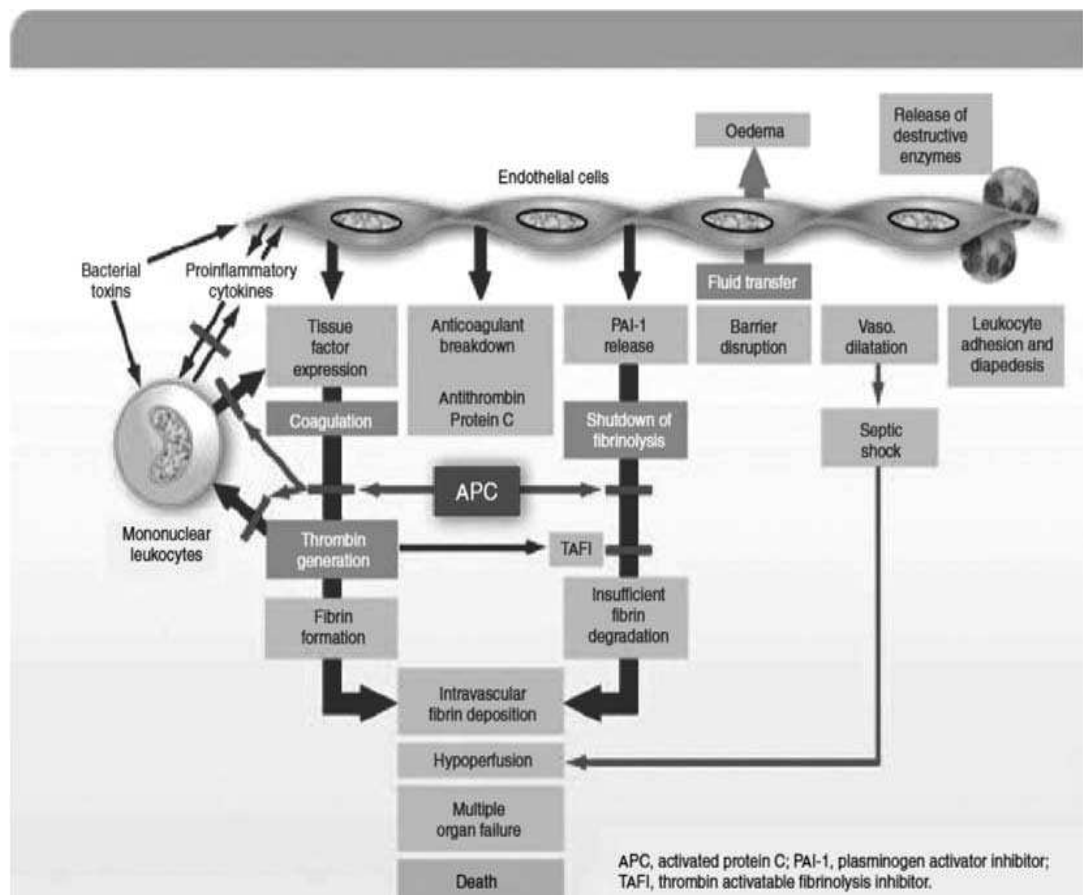 Oedema
Release of
destructive
enzymes
Endothelial cells
Bacterial
toxins
Proinflammatory
cytokines
Fluid transfer
Tissue
factor
expression
Anticoagulant
breakdown
Antithrombin
Protein C
PAI-1
release
Barrier
disruption
Vaso.
dilatation
Leukocyte
adhesion and
diapedesis
Coagulation
Shutdown of
fibrinolysis
Septic
shock
APC
Mononuclear
leukocytes
Thrombin
generation
TAFI
Fibrin
formation
Insufficient
fibrin
degradation
Intravascular
fibrin deposition
Hypoperfusion
Multiple
organ failure
Death
APC, activated protein C; PAI-1, plasminogen activator inhibitor;
TAFI, thrombin activatable fibrinolysis inhibitor.